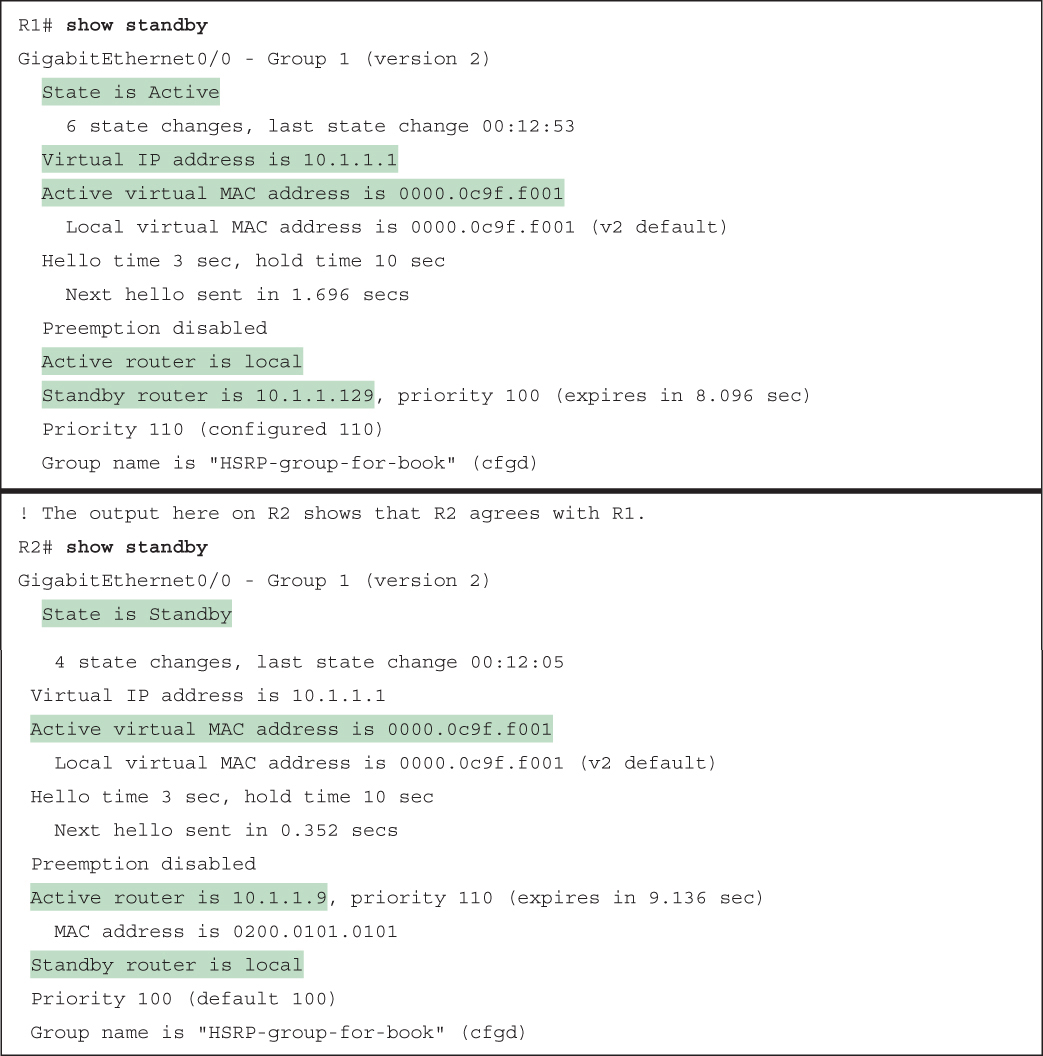 R1# show standby
GigabitEthernet0/0 - Group 1 (version 2)
State is Active
6 state changes, last state change 00:12:53
Virtual IP address is 10.1.1.1
Active virtual MAC address is 0000.0c9f.f001
Local virtual MAC address is 0000.0c9f.f001 (v2 default)
Hello time 3 sec, hold time 10 sec
Next hello sent in 1.696 secs
Preemption disabled
Active router is local
Standby router is 10.1.1.129, priority 100 (expires in 8.096 sec)
Priority 110 (configured 110)
Group name is "HSRP-group-for-book" (cfgd)
! The output here on R2 shows that R2 agrees with R1.
R2# show standby
GigabitEthernet0/0 - Group 1 (version 2)
State is Standby
4 state changes, last state change 00:12:05
Virtual IP address is 10.1.1.1
Active virtual MAC address is 0000.0c9f.f001
Local virtual MAC address is 0000.0c9f.f001 (v2 default)
Hello time 3 sec, hold time 10 sec
Next hello sent in 0.352 secs
Preemption disabled
Active router is 10.1.1.9, priority 110 (expires in 9.136 sec)
MAC address is 0200.0101.0101
Standby router is local
Priority 100 (default 100)
Group name is "HSRP-group-for-book" (cfgd)